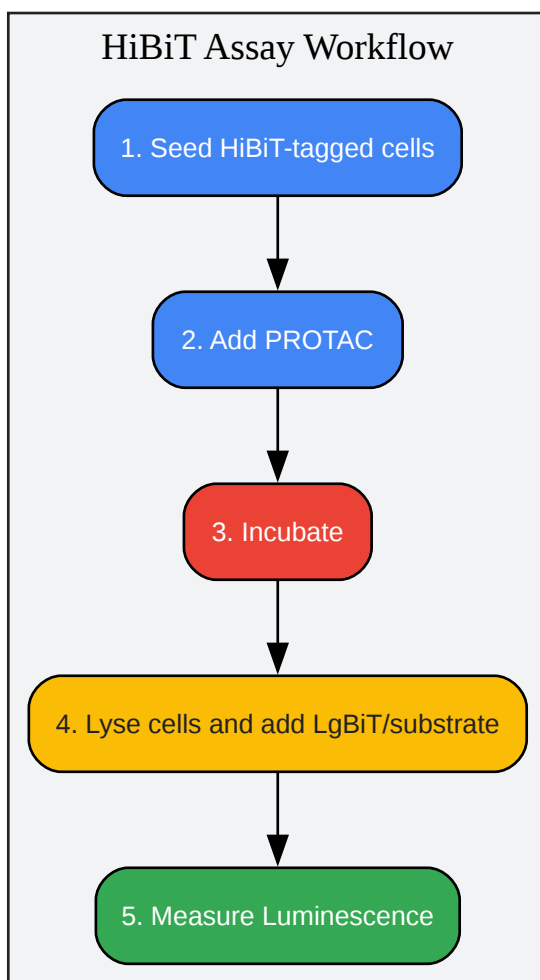 HiBiT Assay Workflow
1. Seed HiBiT-tagged cells
2. Add PROTAC
3. Incubate
4. Lyse cells and add LgBiT/substrate
5. Measure Luminescence